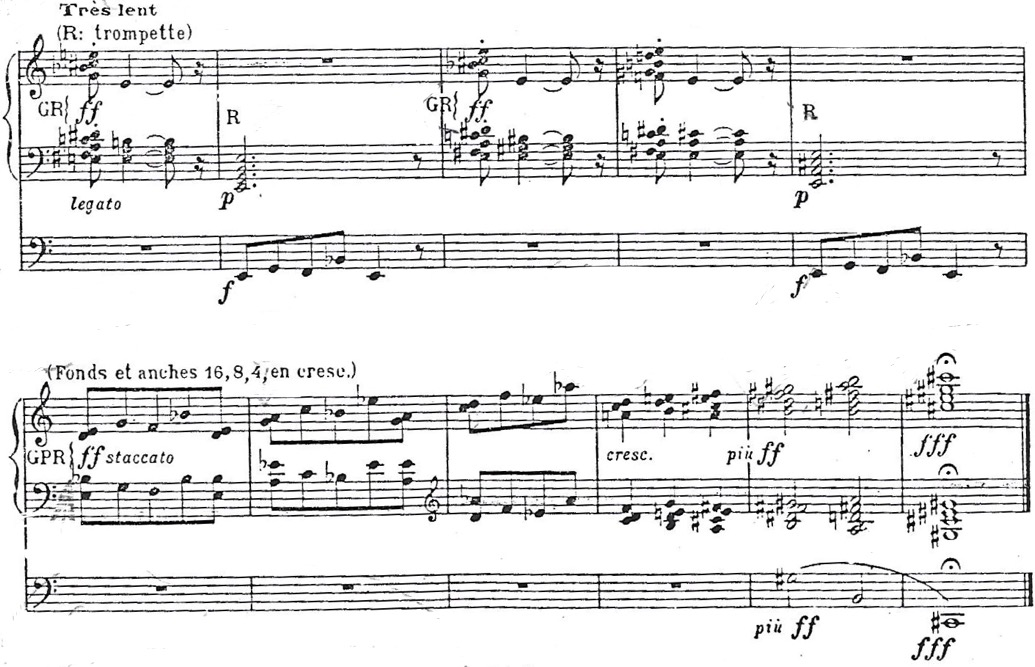 Très lent
(R: trompette)
GR ff
GR ff
R
R
legato
p
p
f
f
(Fonds et anches 16, 8, 4, en cresc.)
GPR ff staccato
cresc.
più ff
fff
più ff
fff